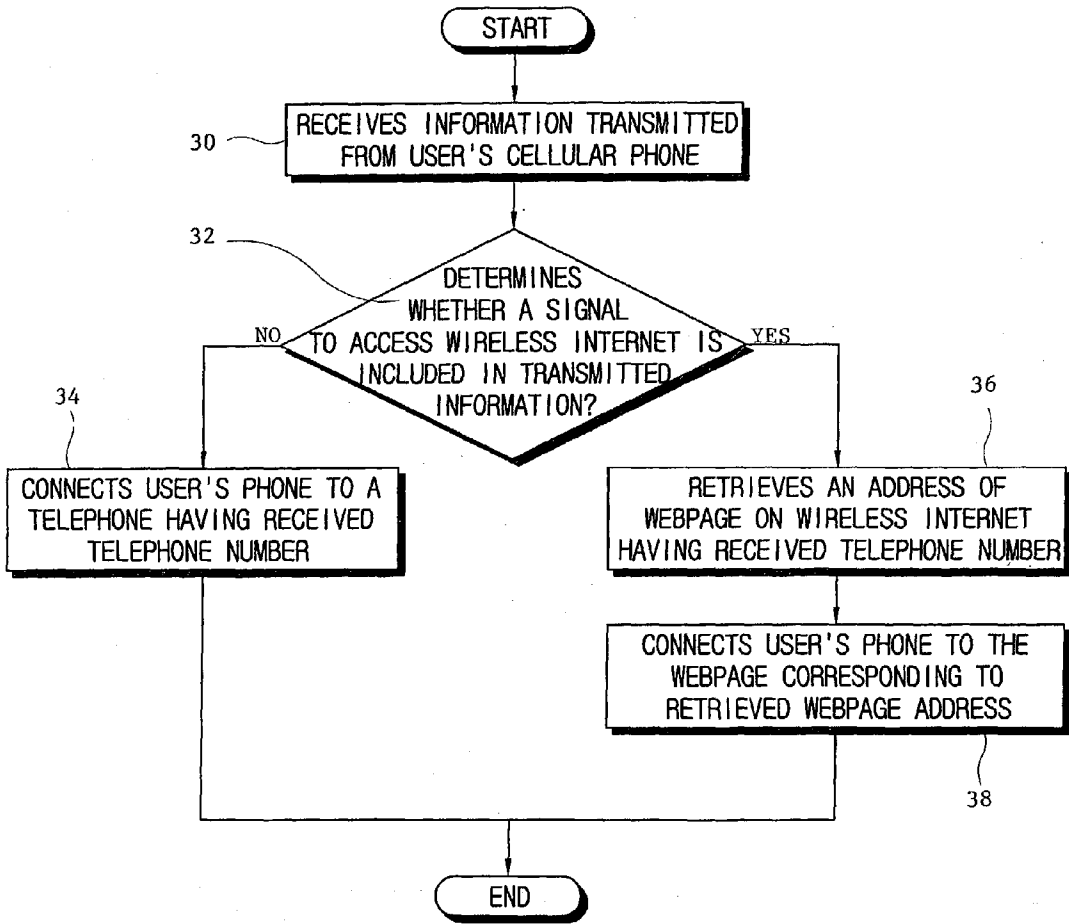 START
30
RECEIVES INFORMATION TRANSMITTED
FROM USER'S CELLULAR PHONE
32
DETERMINES
WHETHER A SIGNAL
TO ACCESS WIRELESS INTERNET IS
INCLUDED IN TRANSMITTED
INFORMATION?
NO
YES
34
CONNECTS USER'S PHONE TO A
TELEPHONE HAVING RECEIVED
TELEPHONE NUMBER
36
RETRIEVES AN ADDRESS OF
WEBPAGE ON WIRELESS INTERNET
HAVING RECEIVED TELEPHONE NUMBER
CONNECTS USER'S PHONE TO THE
WEBPAGE CORRESPONDING TO
RETRIEVED WEBPAGE ADDRESS
38
END